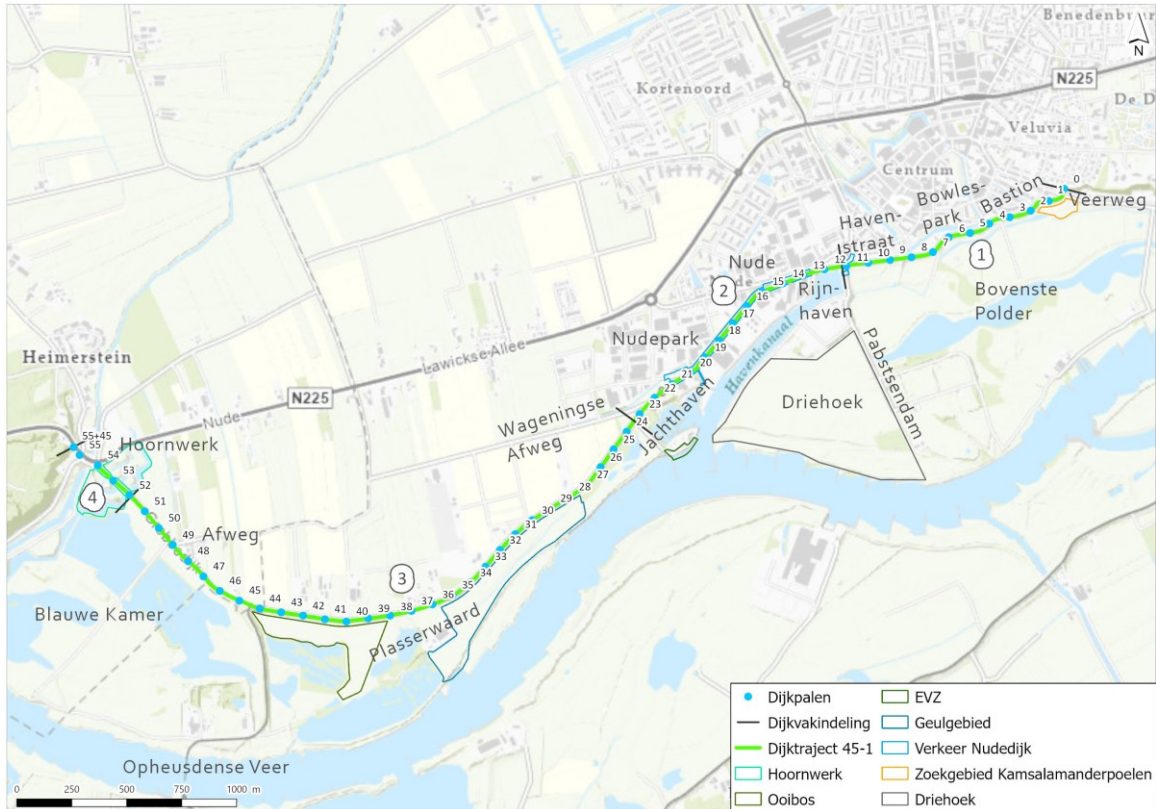 Benedenbuur
N
Kortenoord
N225
De D
Veluvia
Centrum
Bowles-
park
Bastion
Veerweg
0
1
2
3
4
5
6
7
8
9
10
11
12
13
14
15
16
17
18
19
20
21
22
23
24
25
26
27
28
29
30
31
32
33
34
35
36
37
38
39
40
41
42
43
44
45
46
47
48
49
50
51
52
53
54
55
55+45
Haven-
straat
1
Nude
2
Rijn-
haven
Bovenste
Polder
Nudepark
Havenkanaal
Pabstsendam
Heimerstein
Lawickse Allee
Driehoek
N225
Nude
Wageningse
Afweg
Jachthaven
Hoornwerk
4
Afweg
3
Blauwe Kamer
Plasserwaard
Opheusdense Veer
0 250 500 750 1000 m
Dijkpalen
Dijkvakindeling
Dijktraject 45-1
Hoornwerk
Ooibos
EVZ
Geulgebied
Verkeer Nudedijk
Zoekgebied Kamsalamanderpoelen
Driehoek